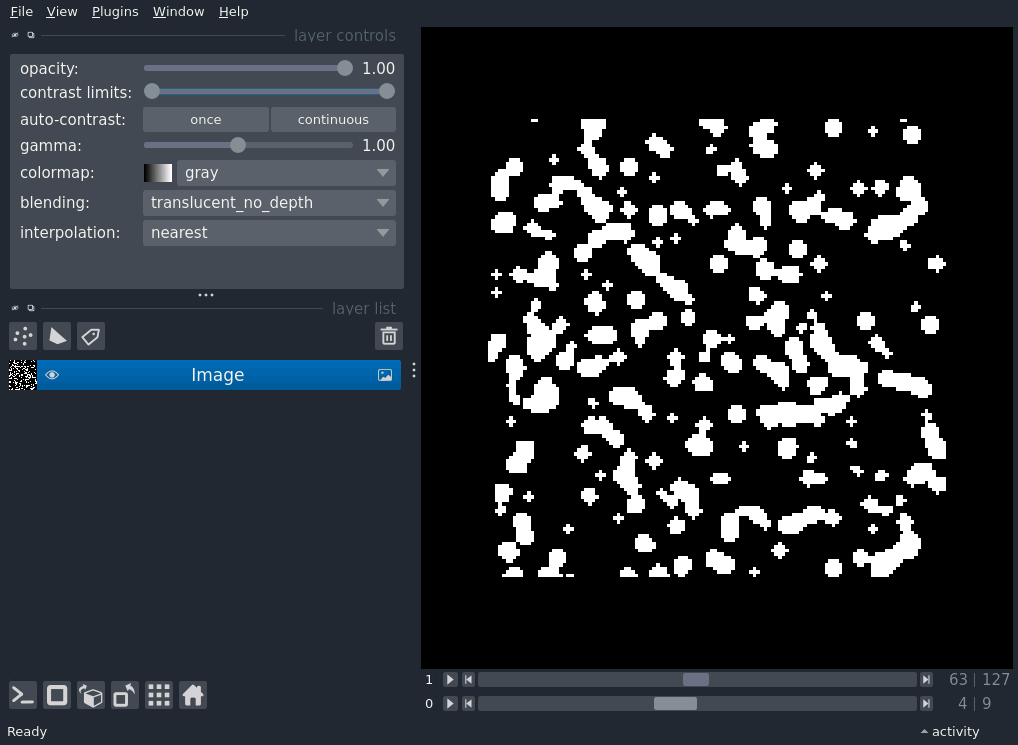 File View Plugins Window Help
layer controls
opacity: 1.00
contrast limits:
auto-contrast: once continuous
gamma: 1.00
colormap: gray
blending: translucent_no_depth
interpolation: nearest
layer list
Image
1 63 | 127
0 4 | 9
Ready activity